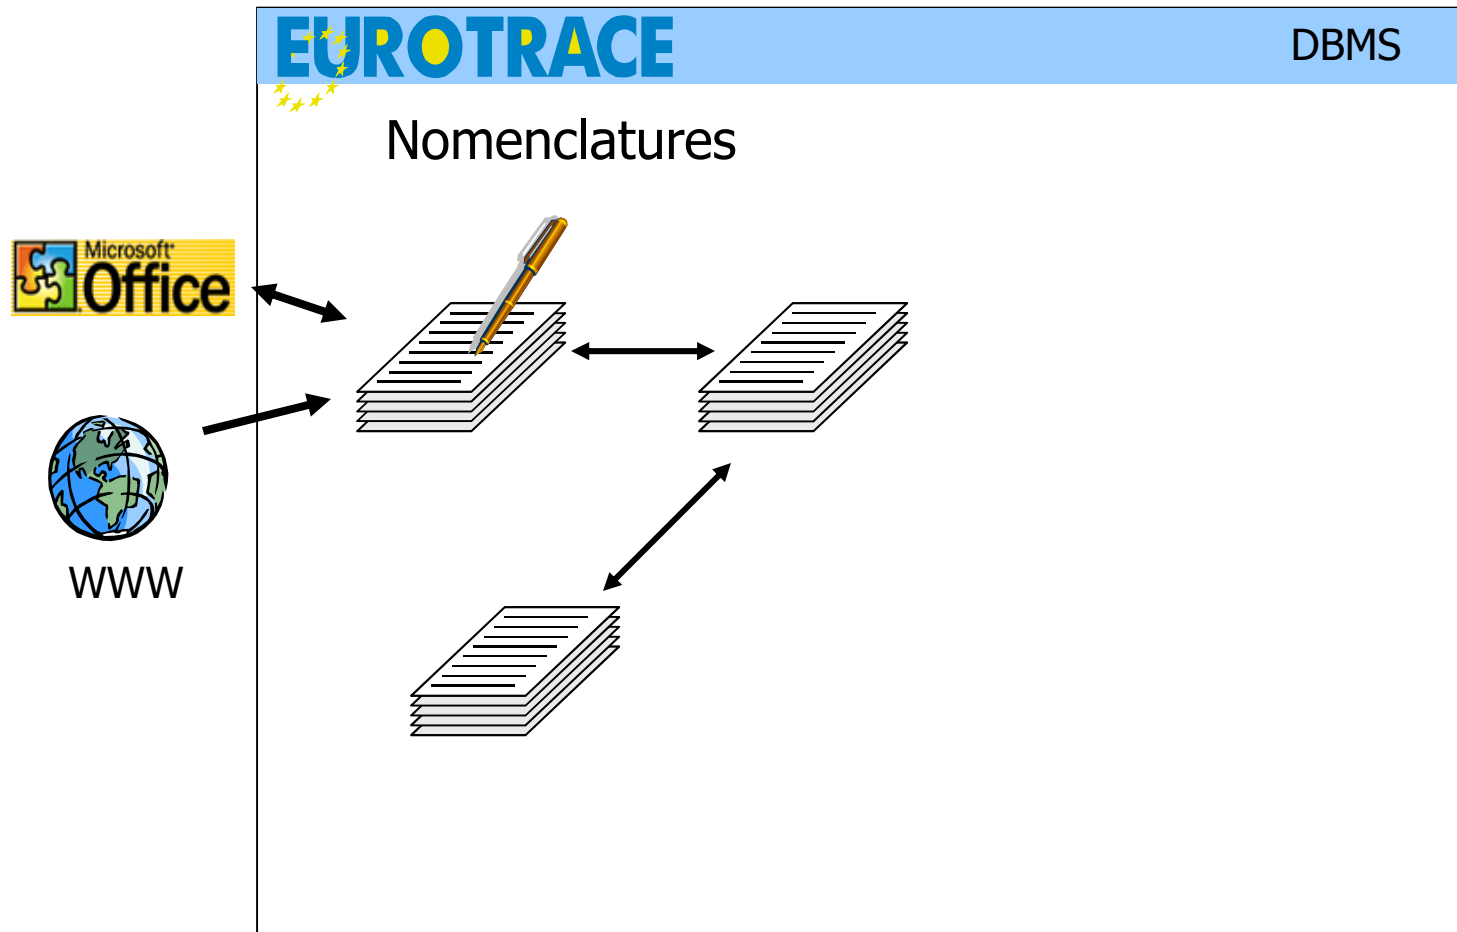 EUROTRACE
DBMS
Nomenclatures
Microsoft
Office
WWW